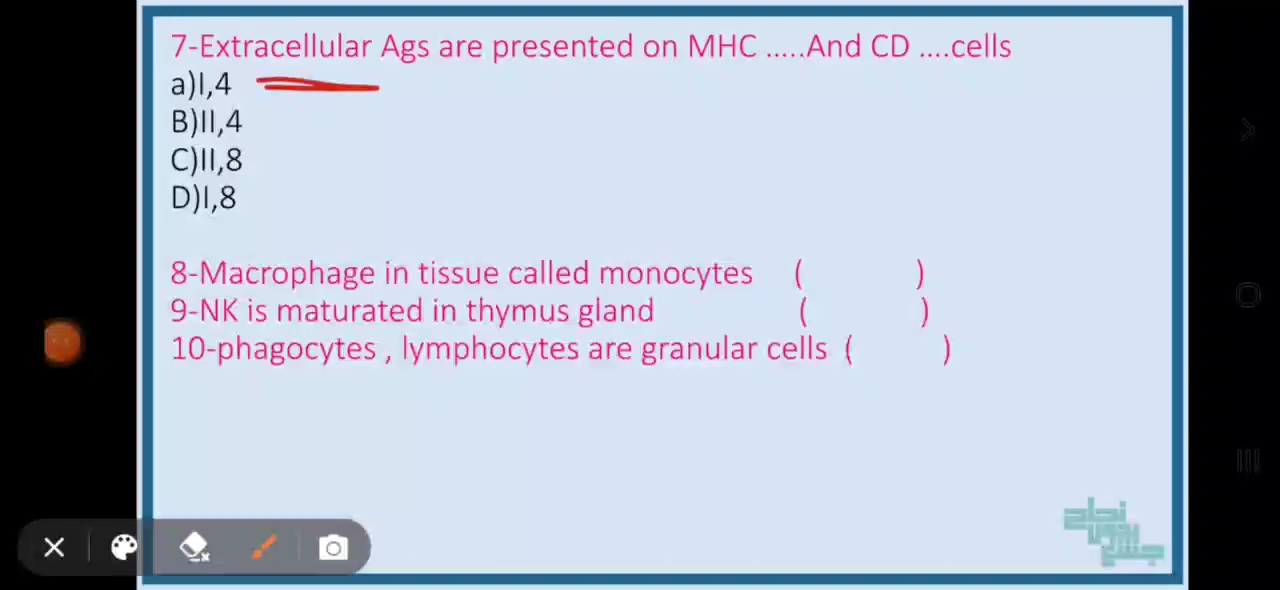 7-Extracellular Ags are presented on MHC .....And CD ....cells
a)I,4
B)II,4
C)II,8
D)I,8
8-Macrophage in tissue called monocytes ( )
9-NK is maturated in thymus gland ( )
10-phagocytes , lymphocytes are granular cells ( )